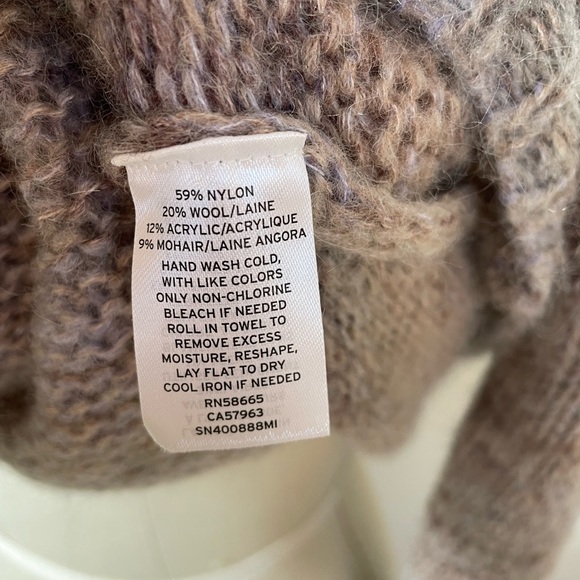 59% NYLON
20% WOOL/LAINE
12% ACRYLIC/ACRYLIQUE
9% MOHAIR/LAINE ANGORA
HAND WASH COLD,
WITH LIKE COLORS
ONLY NON-CHLORINE
BLEACH IF NEEDED
ROLL IN TOWEL TO
REMOVE EXCESS
MOISTURE, RESHAPE,
LAY FLAT TO DRY
COOL IRON IF NEEDED
RN58665
CA57963
SN400888MI